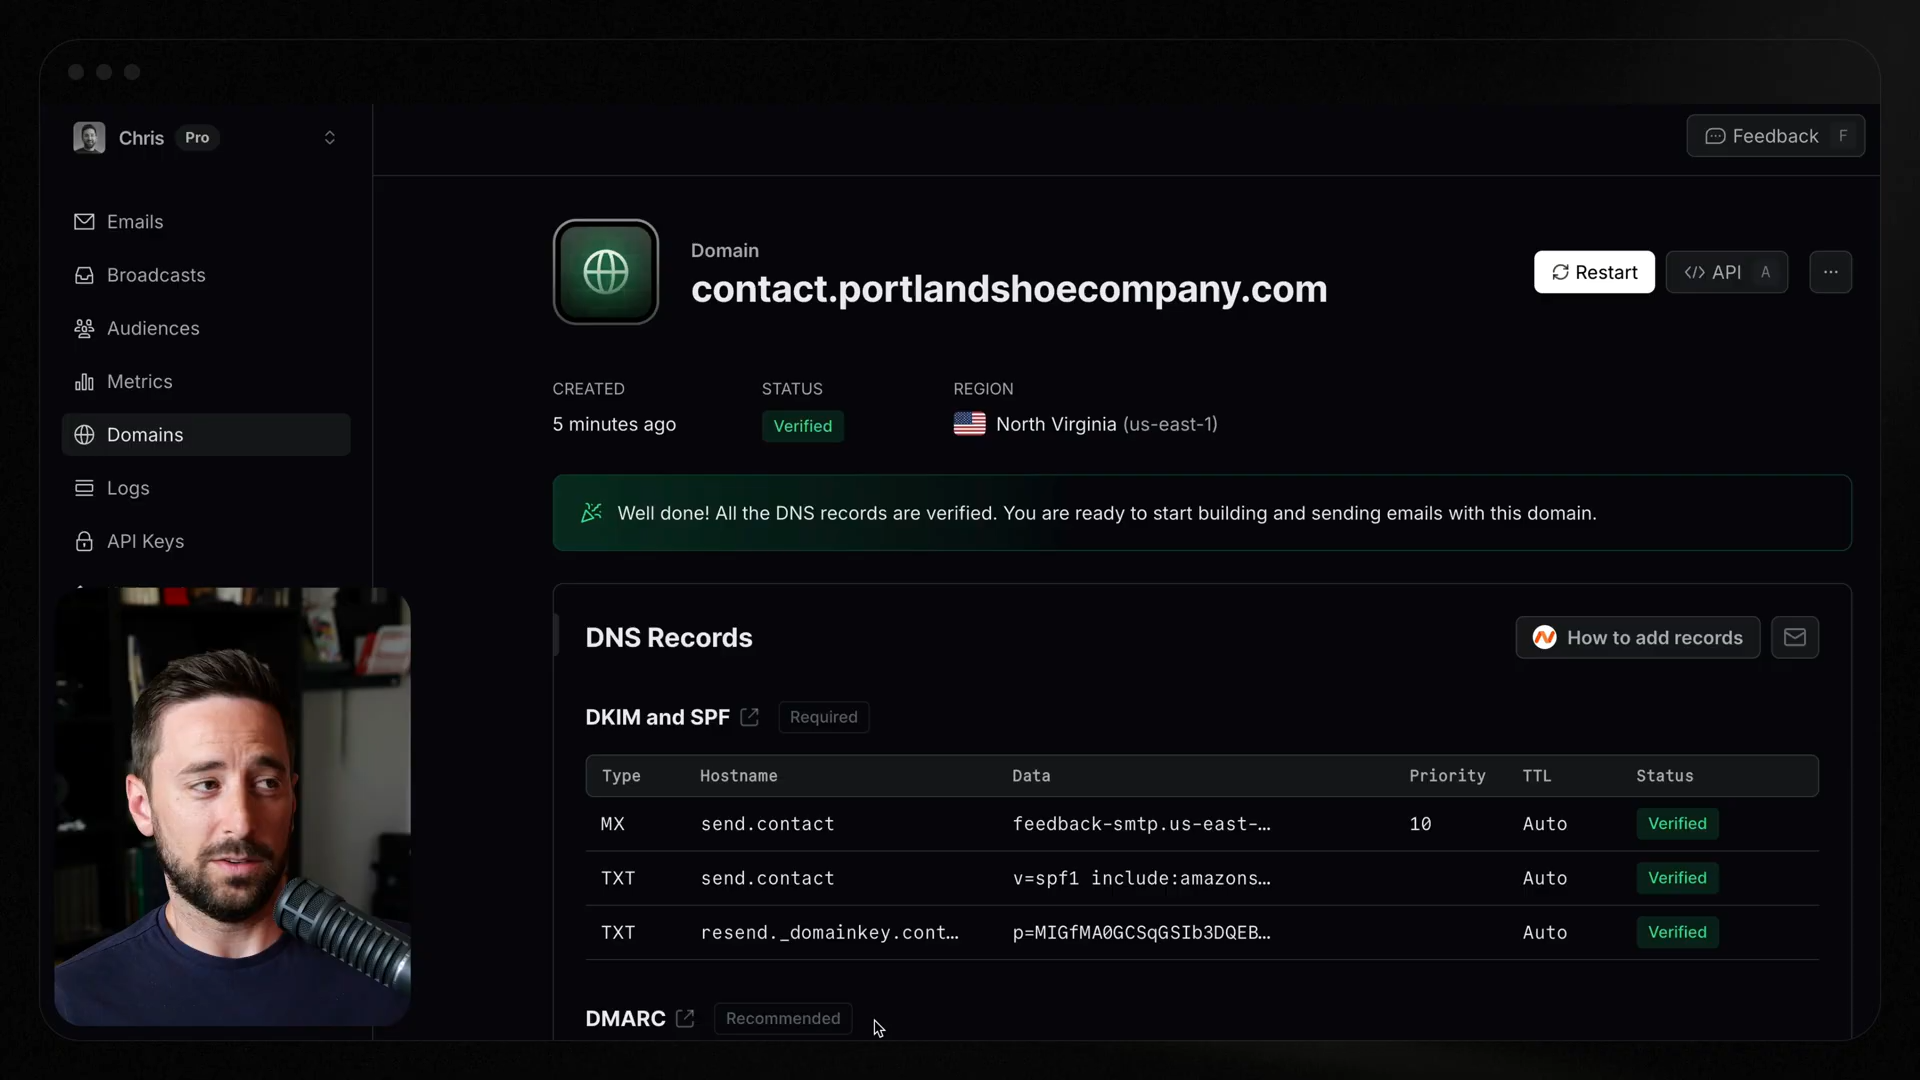 Chris Pro
Feedback F
Emails
Broadcasts
Audiences
Metrics
Domains
Logs
API Keys
Domain
contact.portlandshoecompany.com
Restart
API A
CREATED STATUS REGION
5 minutes ago Verified North Virginia (us-east-1)
Well done! All the DNS records are verified. You are ready to start building and sending emails with this domain.
DNS Records
How to add records
DKIM and SPF Required
Type Hostname Data Priority TTL Status
MX send.contact feedback-smtp.us-east-… 10 Auto Verified
TXT send.contact v=spf1 include:amazons… Auto Verified
TXT resend._domainkey.cont… p=MIGfMA0GCSqGSIb3DQEB… Auto Verified
DMARC Recommended